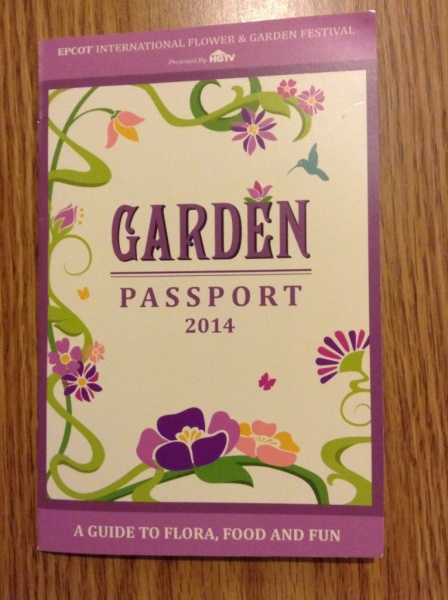 EPCOT INTERNATIONAL FLOWER & GARDEN FESTIVAL
Presented By HGTV
GARDEN
PASSPORT
2014
A GUIDE TO FLORA, FOOD AND FUN